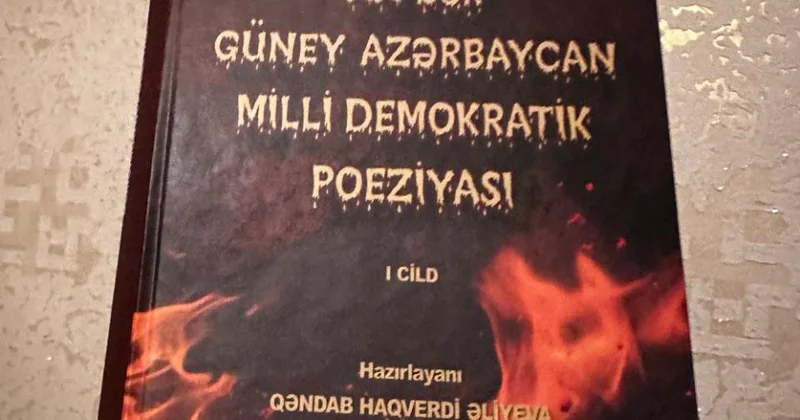 GÜNEY AZƏRBAYCAN
MİLLİ DEMOKRATİK
POEZİYASI
I CİLD
Hazırlayanı
QƏNDAB HAQVERDİ ƏLİYEVA